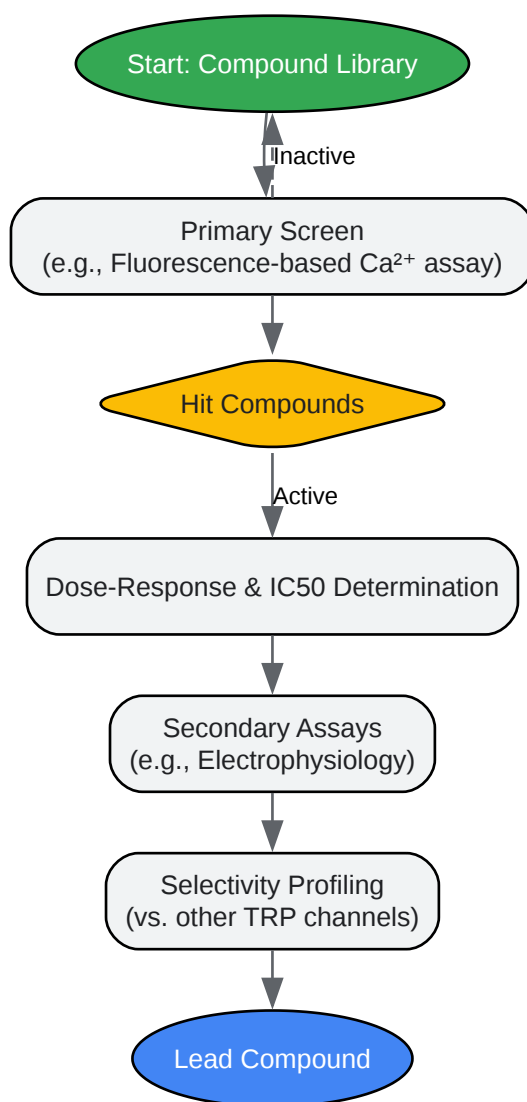 Start: Compound Library
Inactive
Primary Screen
(e.g., Fluorescence-based Ca²⁺ assay)
Hit Compounds
Active
Dose-Response & IC50 Determination
Secondary Assays
(e.g., Electrophysiology)
Selectivity Profiling
(vs. other TRP channels)
Lead Compound